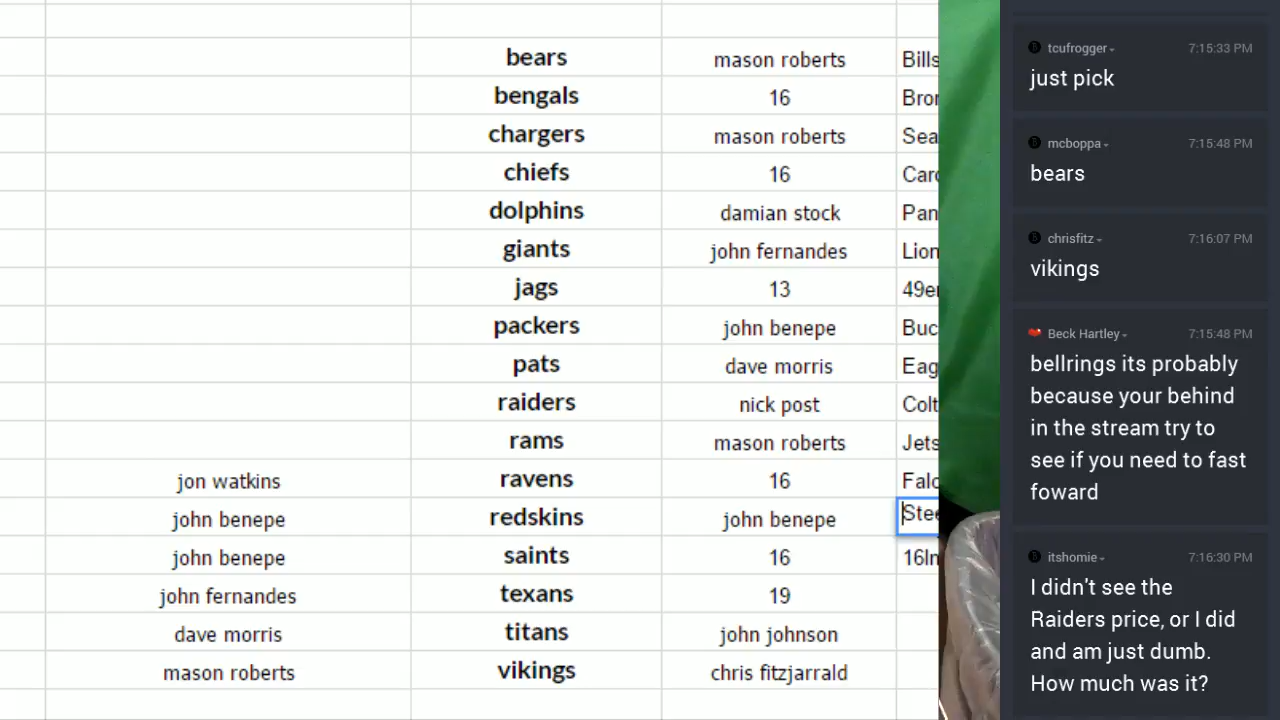 bears mason roberts Bills
bengals 16
chargers mason roberts
chiefs 16
dolphins damian stock
giants john fernandes
jags 13
packers john benepe
pats dave morris
raiders nick post
rams mason roberts Jets
jon watkins ravens 16
john benepe redskins john benepe
john benepe saints 16
john fernandes texans 19
dave morris titans john johnson
mason roberts vikings chris fitzjarrald
tcufrogger 7:15:33 PM
just pick
mcboppa 7:15:48 PM
bears
chrisfitz 7:16:07 PM
vikings
Beck Hartley 7:15:48 PM
bellrings its probably
because your behind
in the stream try to
see if you need to fast
foward
itshomie 7:16:30 PM
I didn't see the
Raiders price, or I did
and am just dumb.
How much was it?